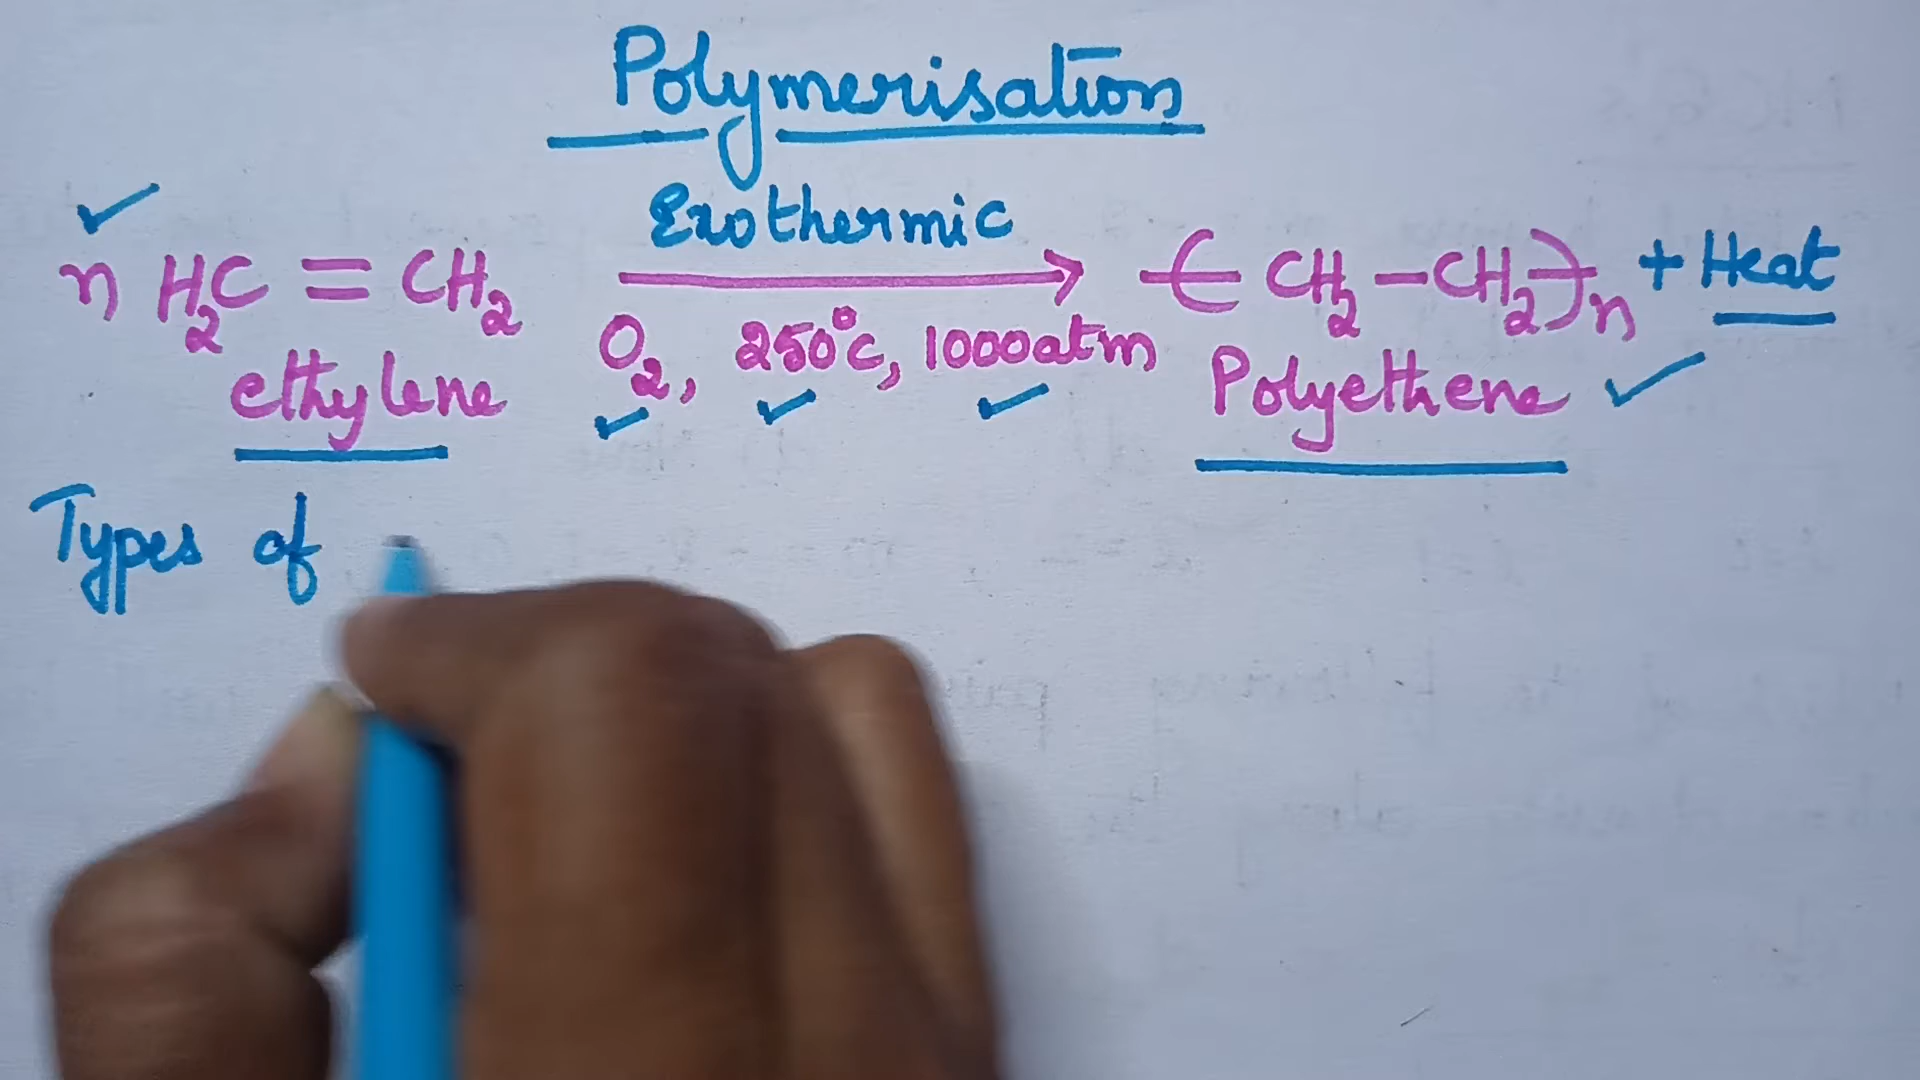 Polymerisation
Exothermic
n H₂C = CH₂ → -( CH₂ - CH₂ )-n + Heat
O₂, 250°C, 1000atm
ethylene Polyethene
Types of